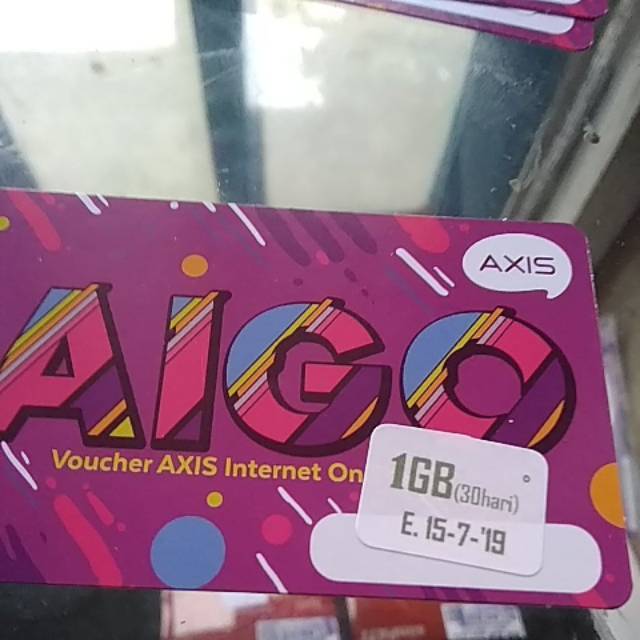 AXIS
AIGO
Voucher AXIS Internet On
1GB (30hari)
E. 15-7-'19